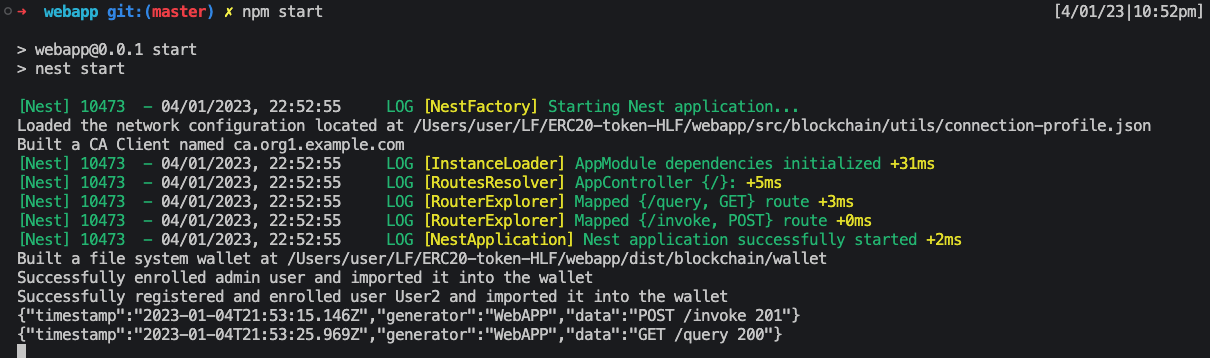 ○ → webapp git:(master) ✗ npm start [4/01/23|10:52pm]
> webapp@0.0.1 start
> nest start
[Nest] 10473  - 04/01/2023, 22:52:55     LOG [NestFactory] Starting Nest application...
Loaded the network configuration located at /Users/user/LF/ERC20-token-HLF/webapp/src/blockchain/utils/connection-profile.json
Built a CA Client named ca.org1.example.com
[Nest] 10473  - 04/01/2023, 22:52:55     LOG [InstanceLoader] AppModule dependencies initialized +31ms
[Nest] 10473  - 04/01/2023, 22:52:55     LOG [RoutesResolver] AppController {/}: +5ms
[Nest] 10473  - 04/01/2023, 22:52:55     LOG [RouterExplorer] Mapped {/query, GET} route +3ms
[Nest] 10473  - 04/01/2023, 22:52:55     LOG [RouterExplorer] Mapped {/invoke, POST} route +0ms
[Nest] 10473  - 04/01/2023, 22:52:55     LOG [NestApplication] Nest application successfully started +2ms
Built a file system wallet at /Users/user/LF/ERC20-token-HLF/webapp/dist/blockchain/wallet
Successfully enrolled admin user and imported it into the wallet
Successfully registered and enrolled user User2 and imported it into the wallet
{"timestamp":"2023-01-04T21:53:15.146Z","generator":"WebAPP","data":"POST /invoke 201"}
{"timestamp":"2023-01-04T21:53:25.969Z","generator":"WebAPP","data":"GET /query 200"}